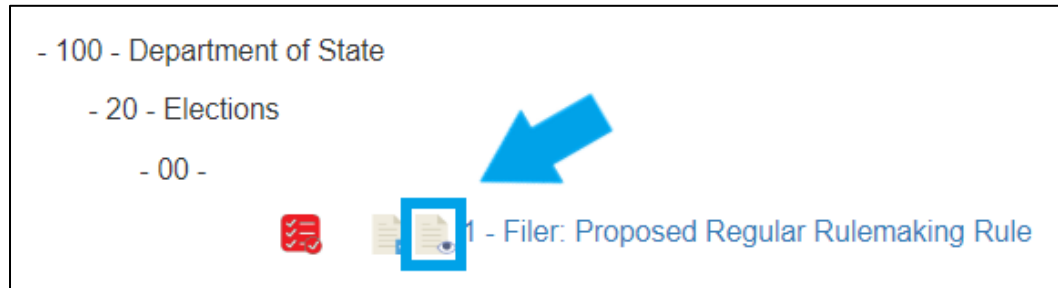 - 100 - Department of State
- 20 - Elections
- 00 -
1 - Filer: Proposed Regular Rulemaking Rule